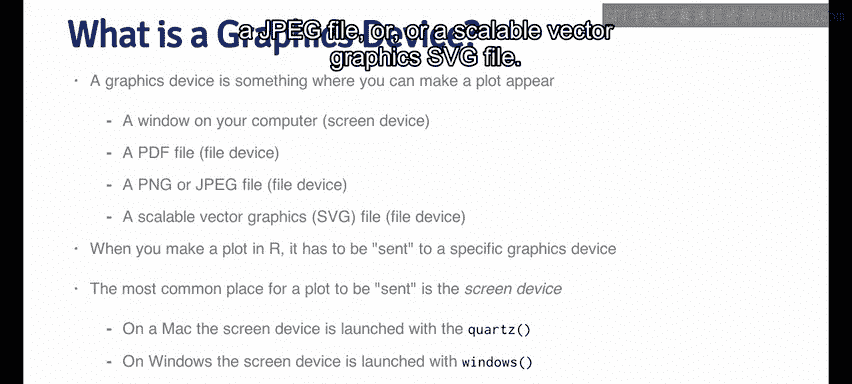 What is a Graphics Device?
a JPEG file, or, or a scalable vector
graphics SVG file.
· A graphics device is something where you can make a plot appear
- A window on your computer (screen device)
- A PDF file (file device)
- A PNG or JPEG file (file device)
- A scalable vector graphics (SVG) file (file device)
· When you make a plot in R, it has to be "sent" to a specific graphics device
· The most common place for a plot to be "sent" is the screen device
- On a Mac the screen device is launched with the quartz()
- On Windows the screen device is launched with windows()